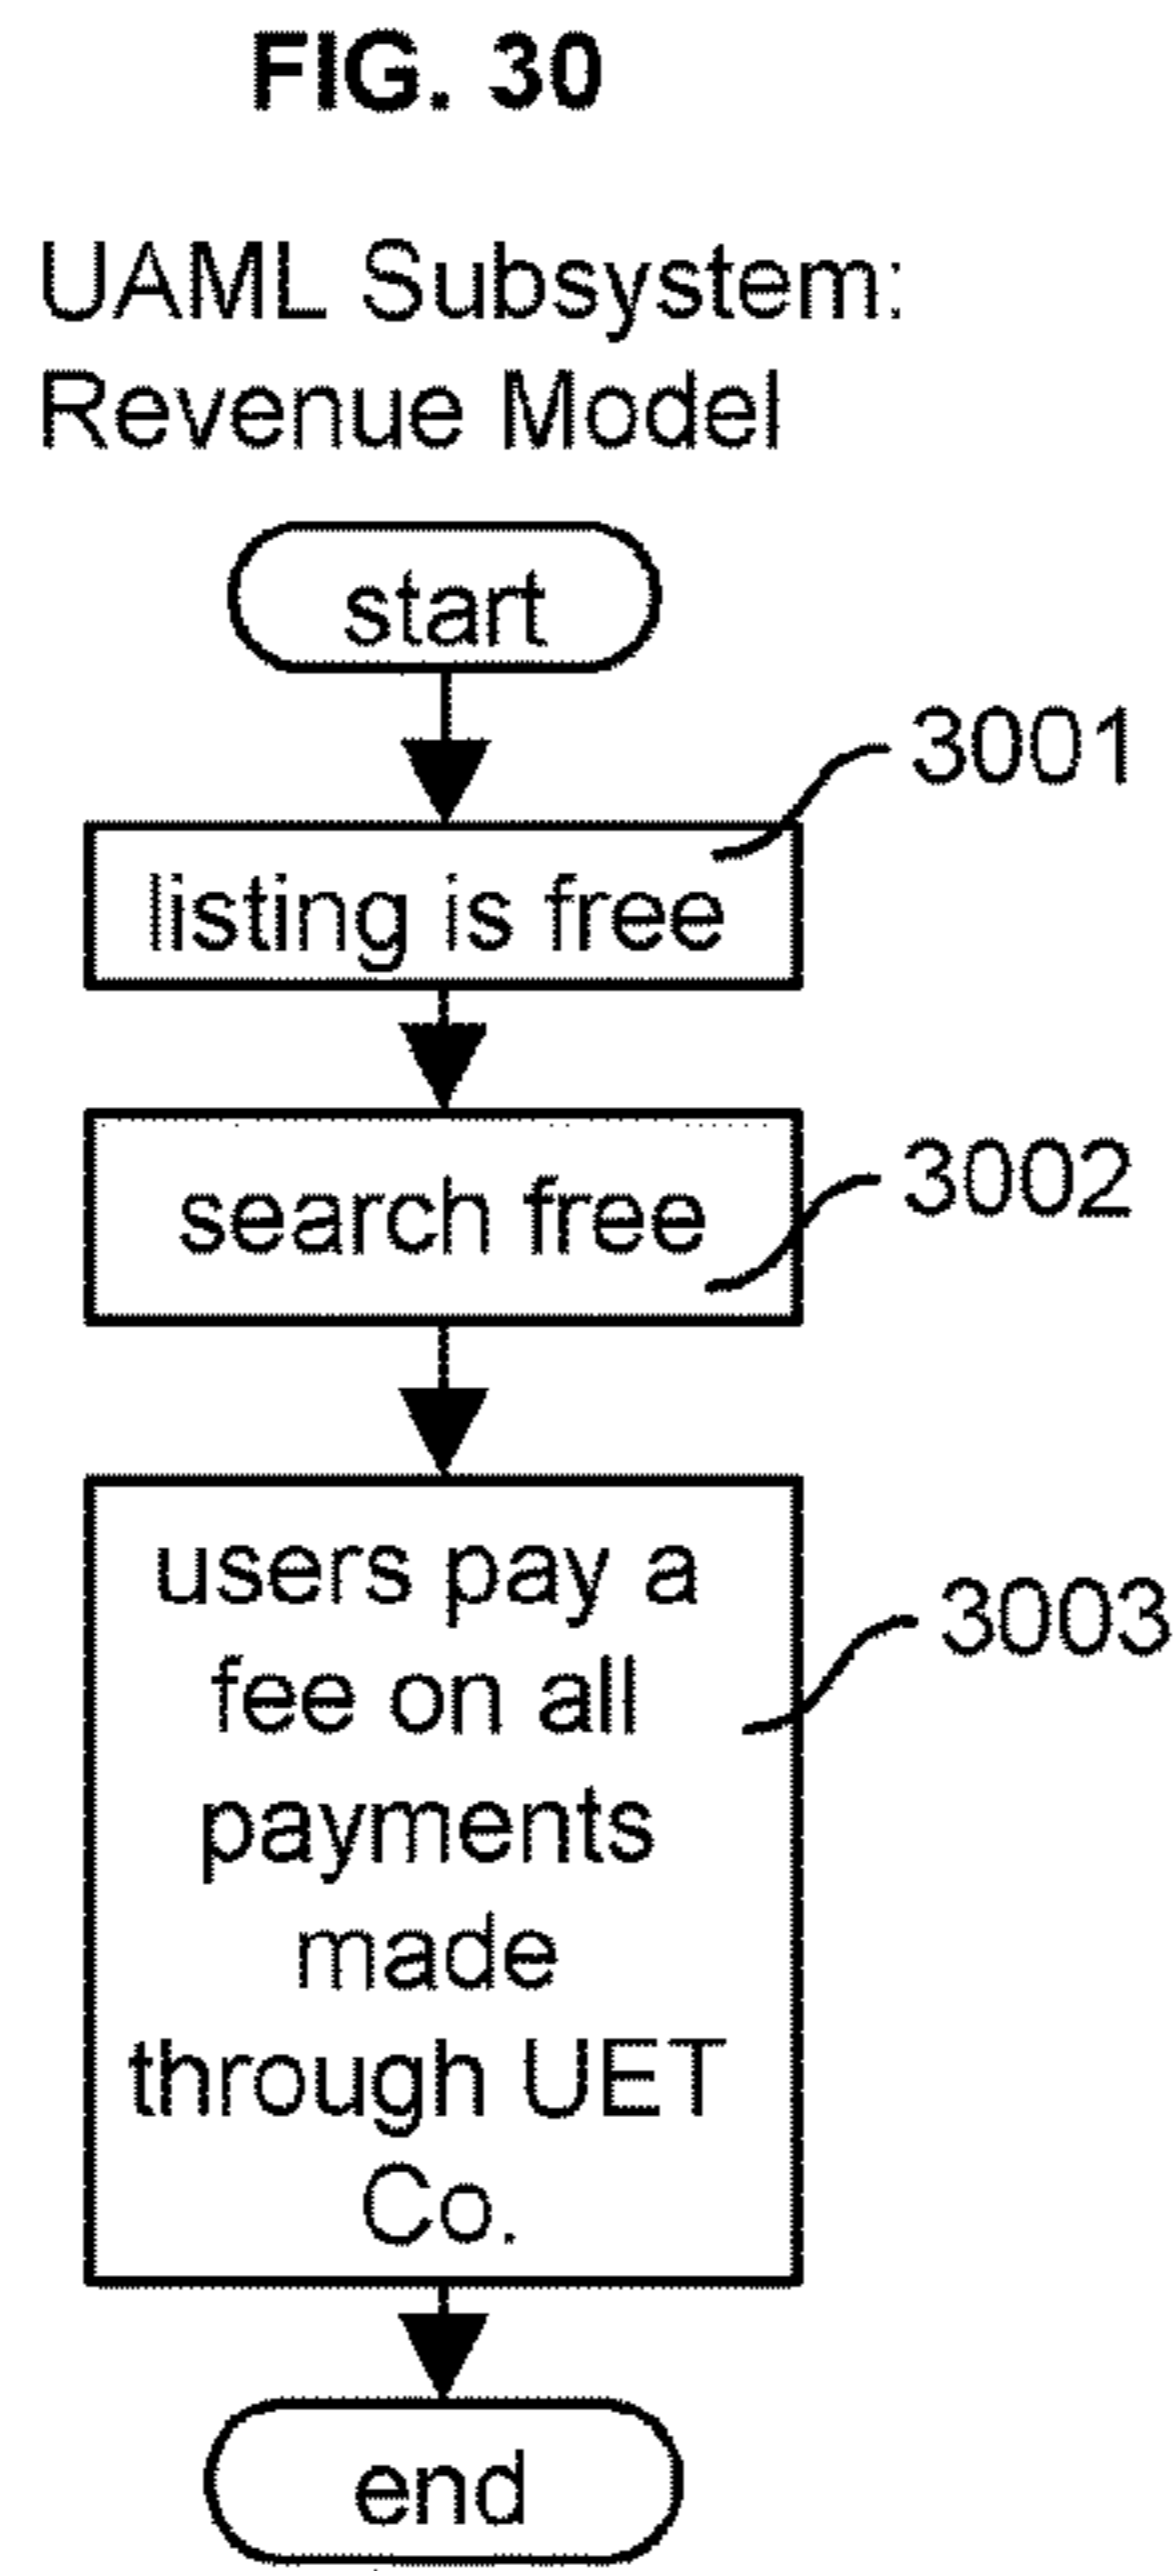 FIG. 30
UAML Subsystem:
Revenue Model
start
3001
listing is free
3002
search free
users pay a
3003
fee on all
payments
made
through UET
Co.
end